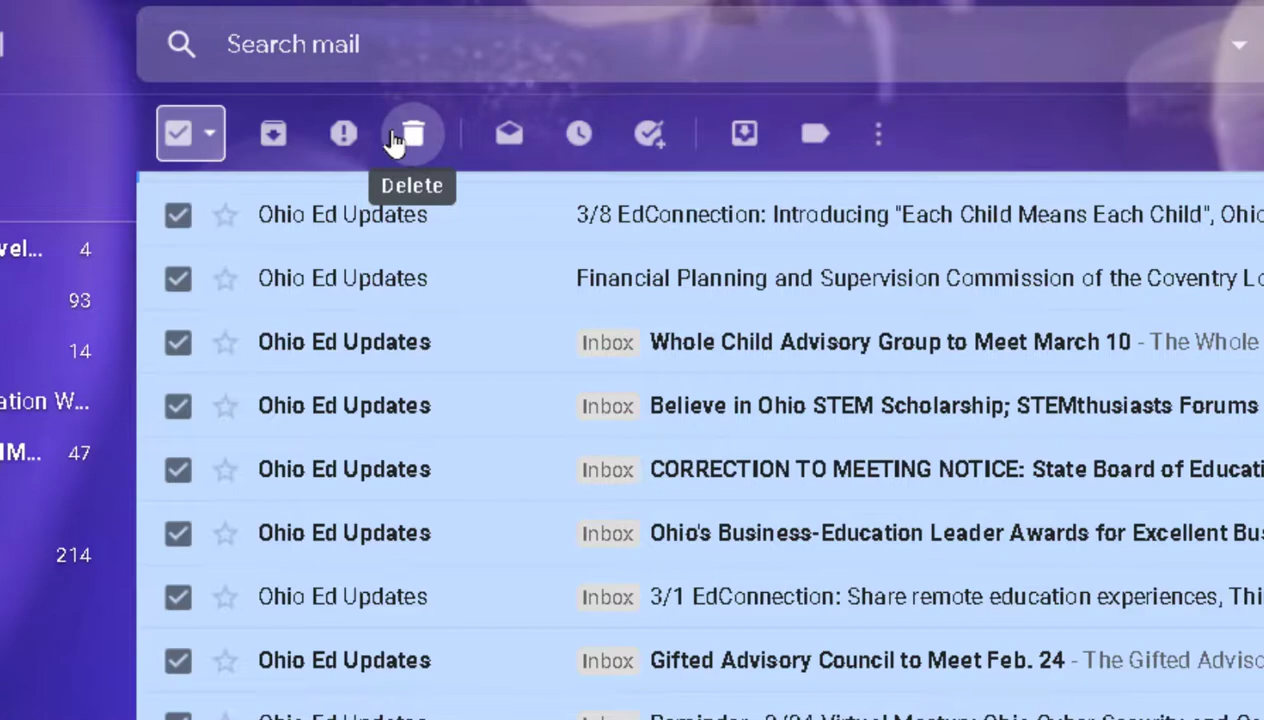 Search mail
Delete
vel... 4
93
14
ation W...
IM... 47
214
Ohio Ed Updates 3/8 EdConnection: Introducing "Each Child Means Each Child", Ohio
Ohio Ed Updates Financial Planning and Supervision Commission of the Coventry Lo
Ohio Ed Updates Inbox Whole Child Advisory Group to Meet March 10 - The Whole
Ohio Ed Updates Inbox Believe in Ohio STEM Scholarship; STEMthusiasts Forums
Ohio Ed Updates Inbox CORRECTION TO MEETING NOTICE: State Board of Educati
Ohio Ed Updates Inbox Ohio's Business-Education Leader Awards for Excellent Bus
Ohio Ed Updates Inbox 3/1 EdConnection: Share remote education experiences, Thi
Ohio Ed Updates Inbox Gifted Advisory Council to Meet Feb. 24 - The Gifted Adviso